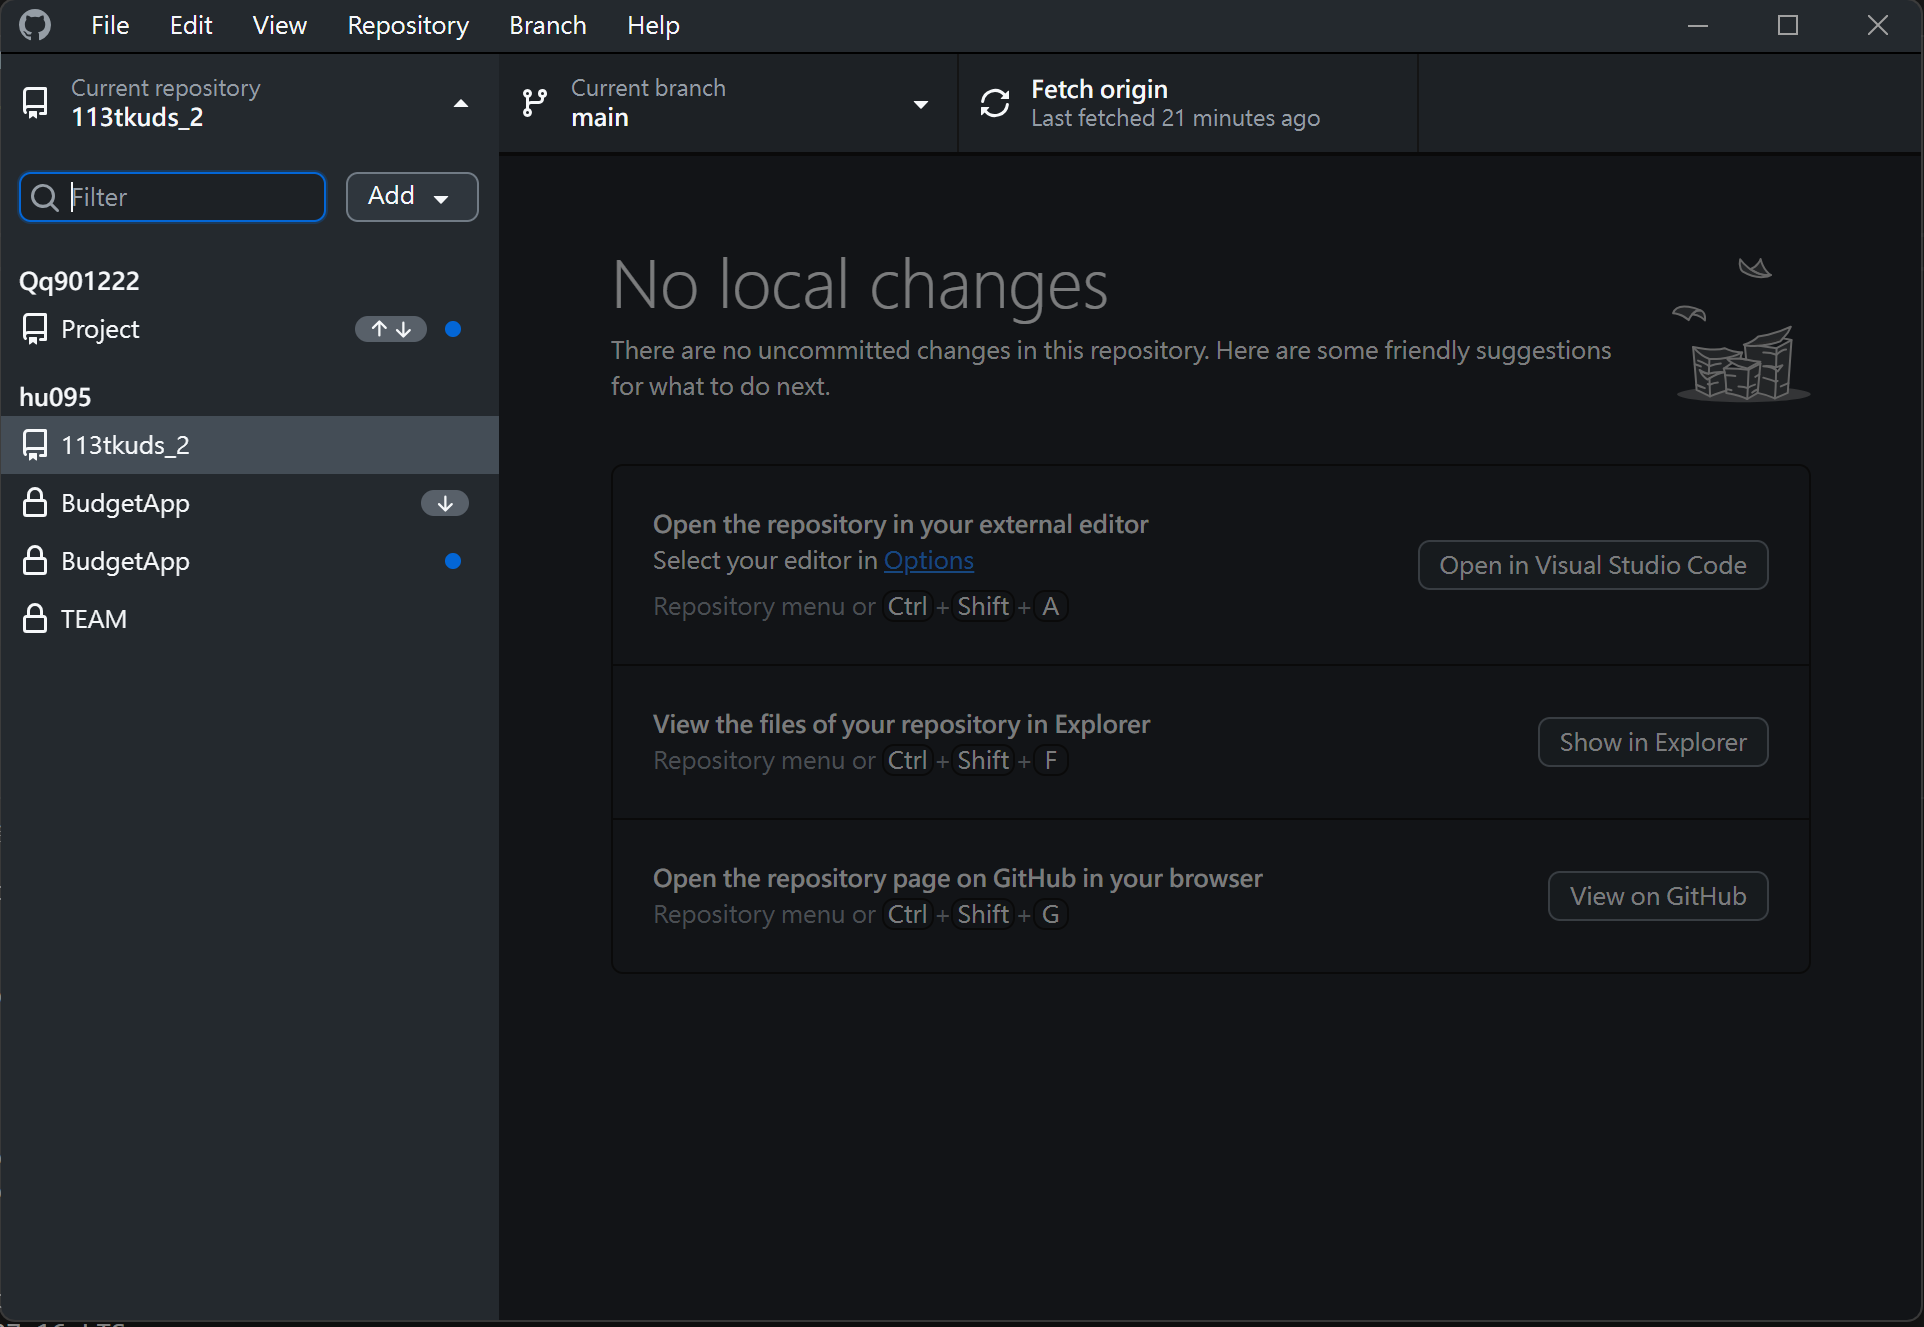 File Edit View Repository Branch Help
Current repository
113tkuds_2
Current branch
main
Fetch origin
Last fetched 21 minutes ago
Filter
Add
Qq901222
Project
hu095
113tkuds_2
BudgetApp
BudgetApp
TEAM
No local changes
There are no uncommitted changes in this repository. Here are some friendly suggestions
for what to do next.
Open the repository in your external editor
Select your editor in Options
Repository menu or Ctrl + Shift + A
Open in Visual Studio Code
View the files of your repository in Explorer
Repository menu or Ctrl + Shift + F
Show in Explorer
Open the repository page on GitHub in your browser
Repository menu or Ctrl + Shift + G
View on GitHub